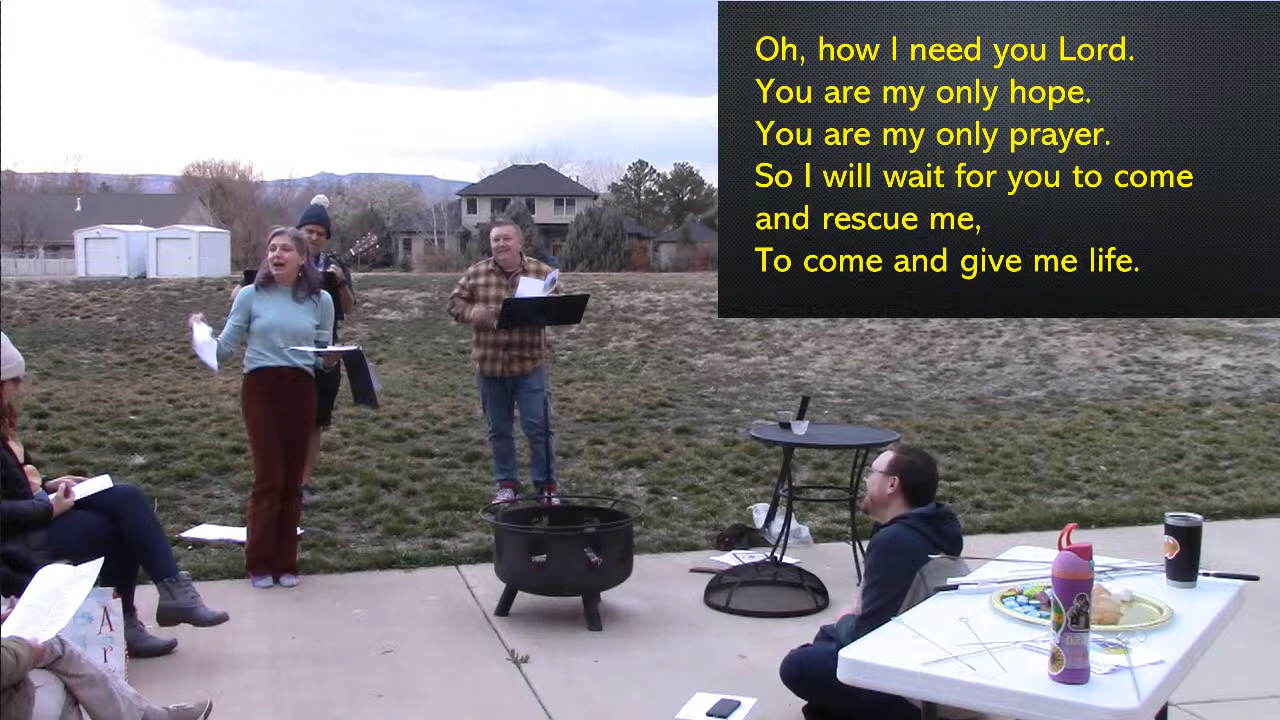 Oh, how I need you Lord.
You are my only hope.
You are my only prayer.
So I will wait for you to come
and rescue me,
To come and give me life.
Ar